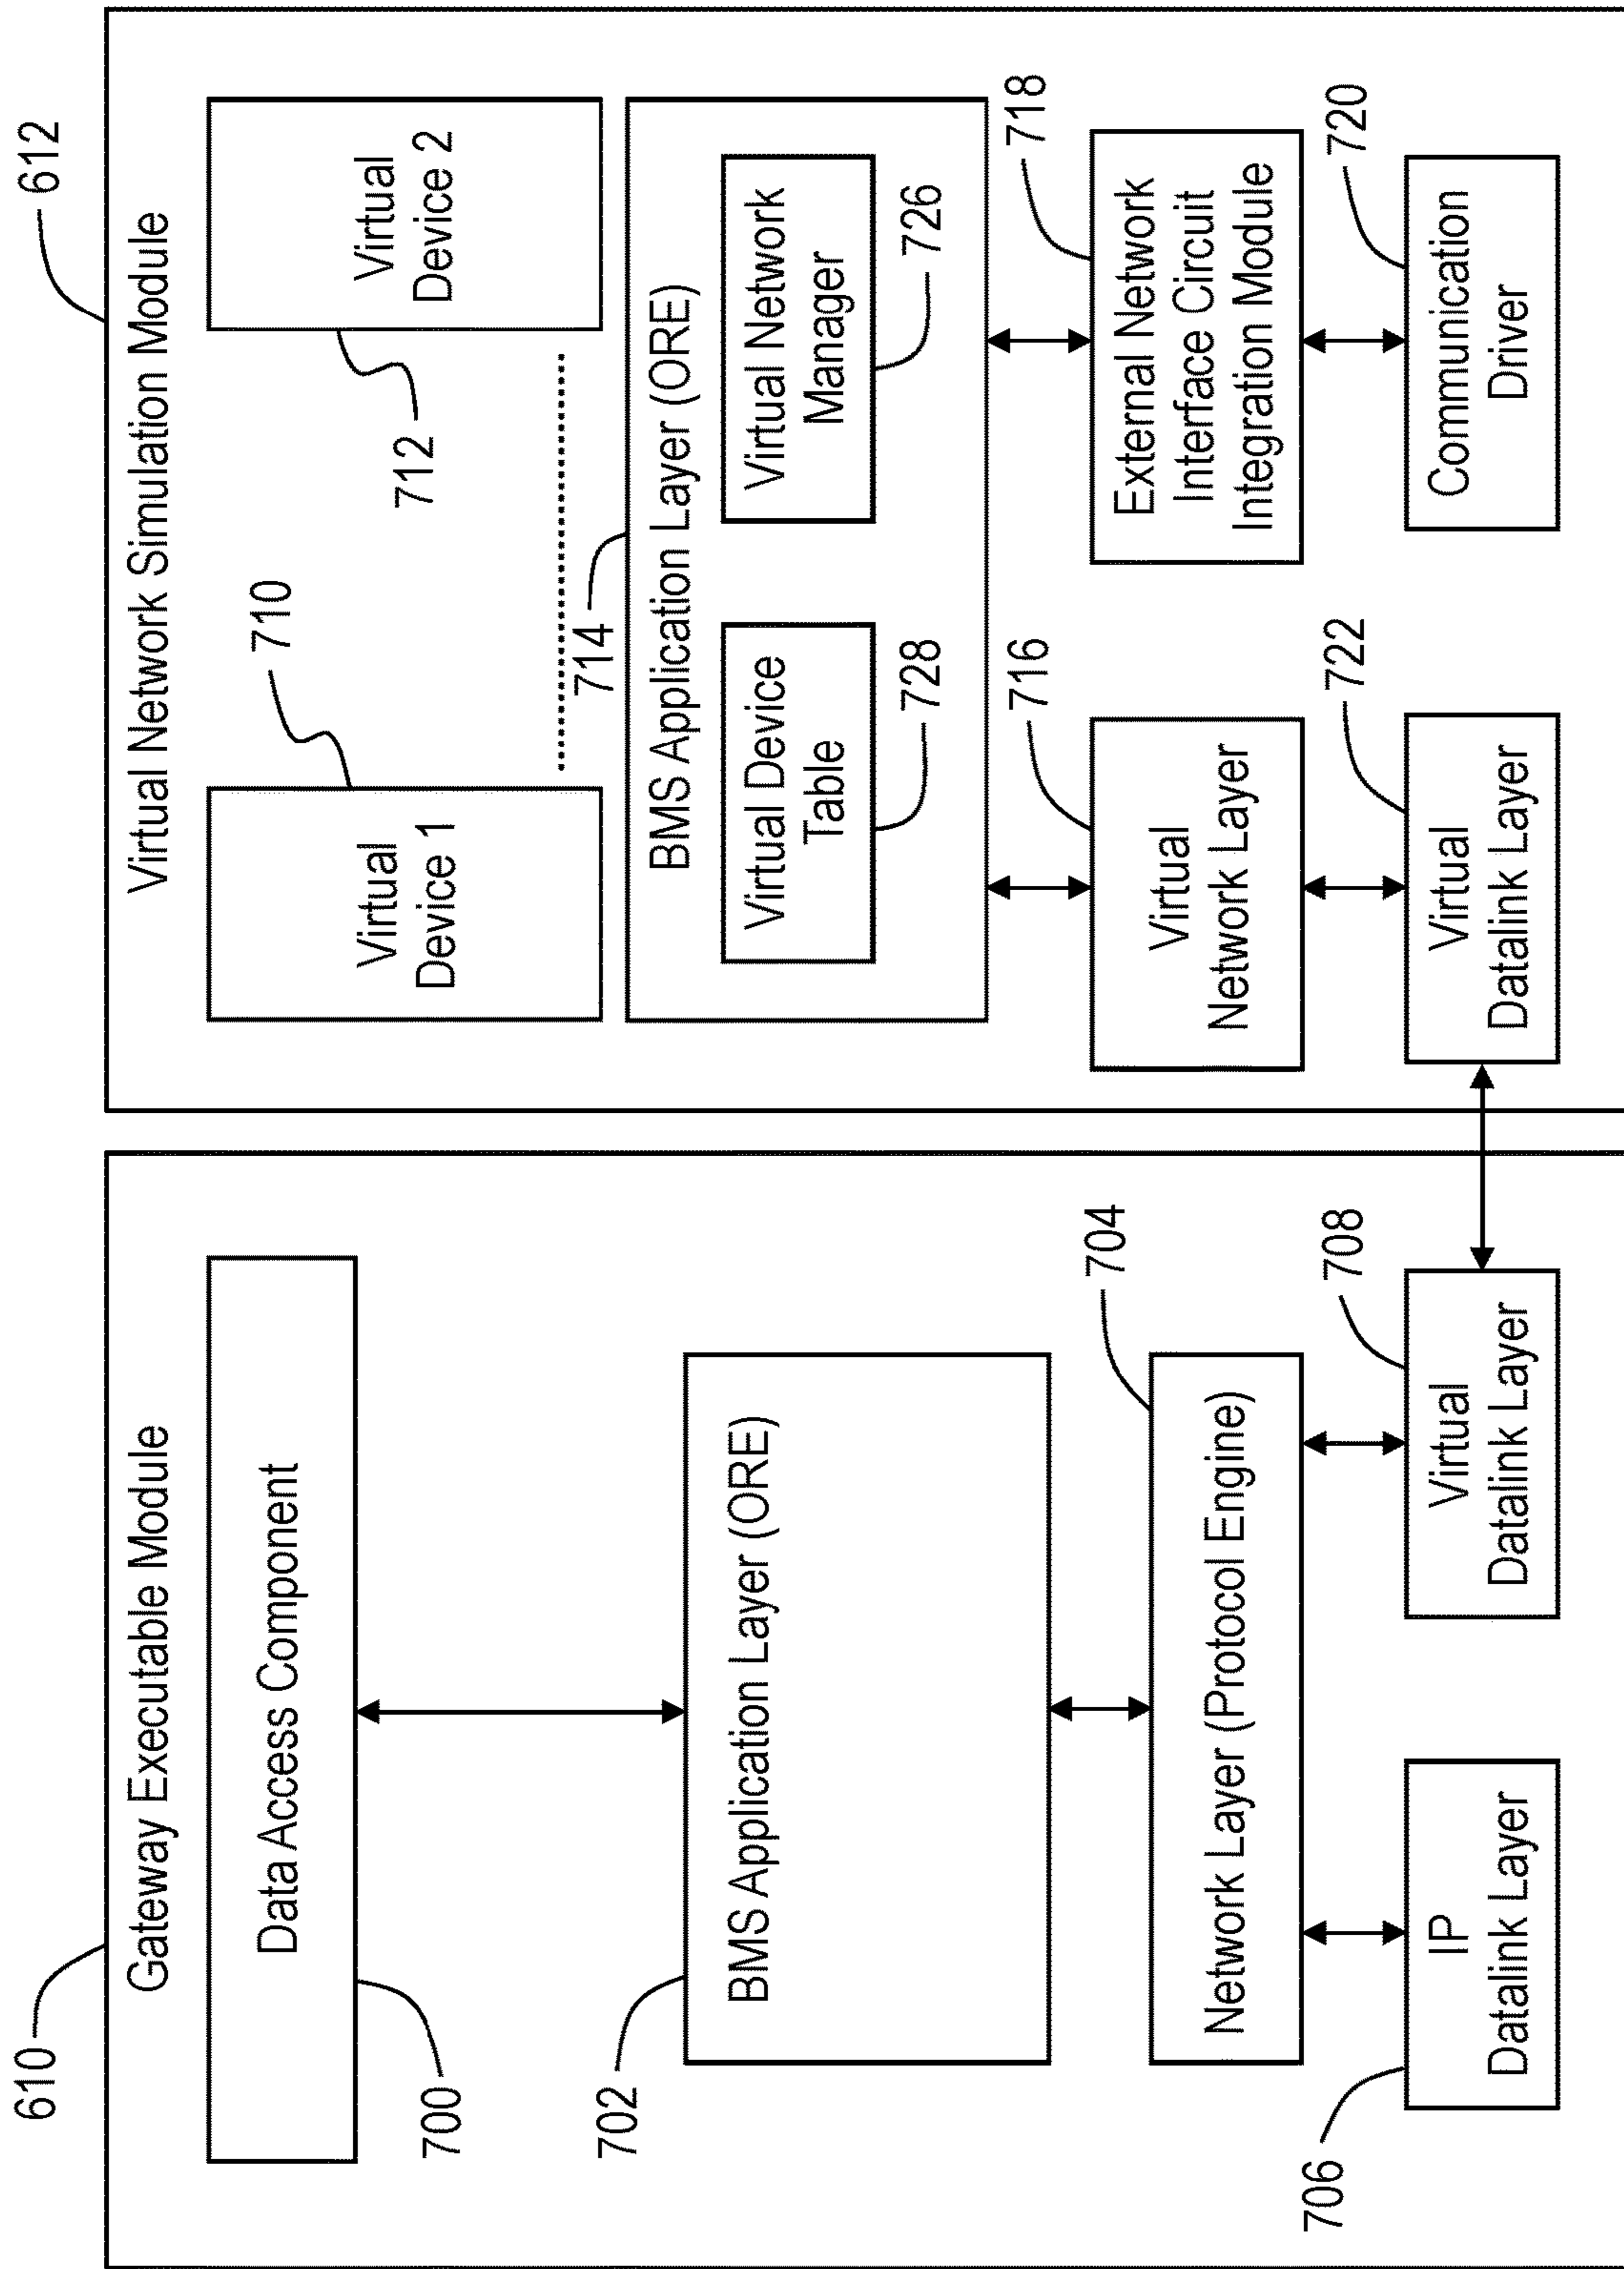 610
Gateway Executable Module
Data Access Component
700
702
BMS Application Layer (ORE)
704
Network Layer (Protocol Engine)
706
IP
Datalink Layer
708
Virtual
Datalink Layer
612
Virtual Network Simulation Module
Virtual
Device 1
710
Virtual
Device 2
712
714
BMS Application Layer (ORE)
Virtual Device
Table
728
Virtual Network
Manager
726
716
Virtual
Network Layer
718
External Network
Interface Circuit
Integration Module
722
Virtual
Datalink Layer
720
Communication
Driver